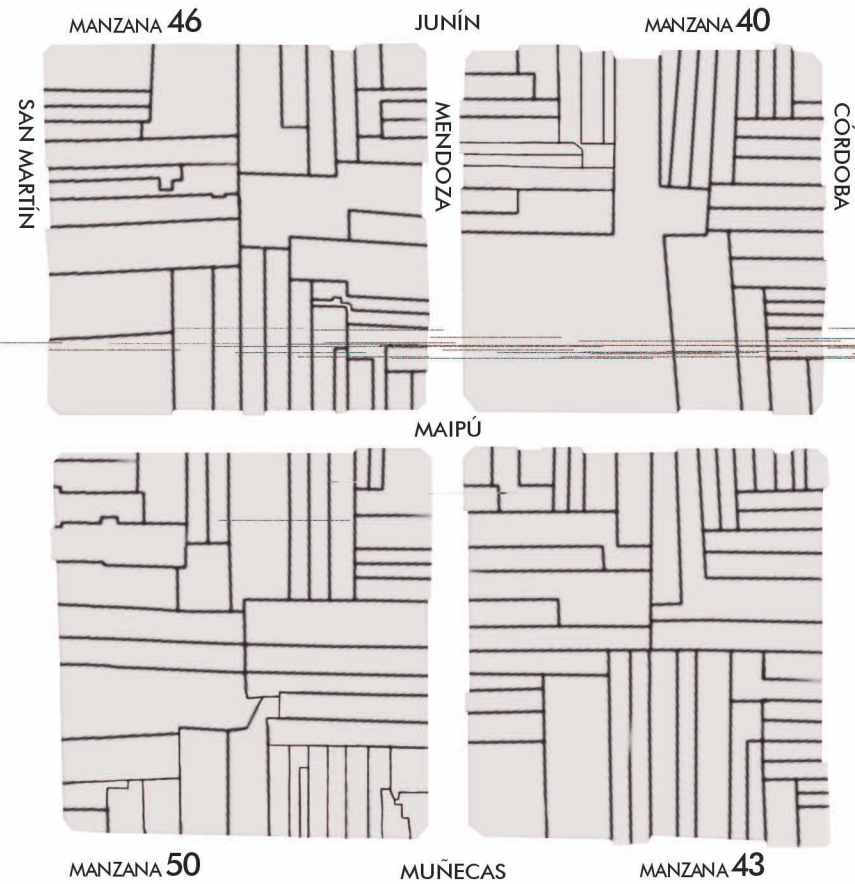 MANZANA 46
JUNÍN
MANZANA 40
SAN MARTÍN
MENDOZA
CÓRDOBA
MAIPÚ
MANZANA 50
MUÑECAS
MANZANA 43